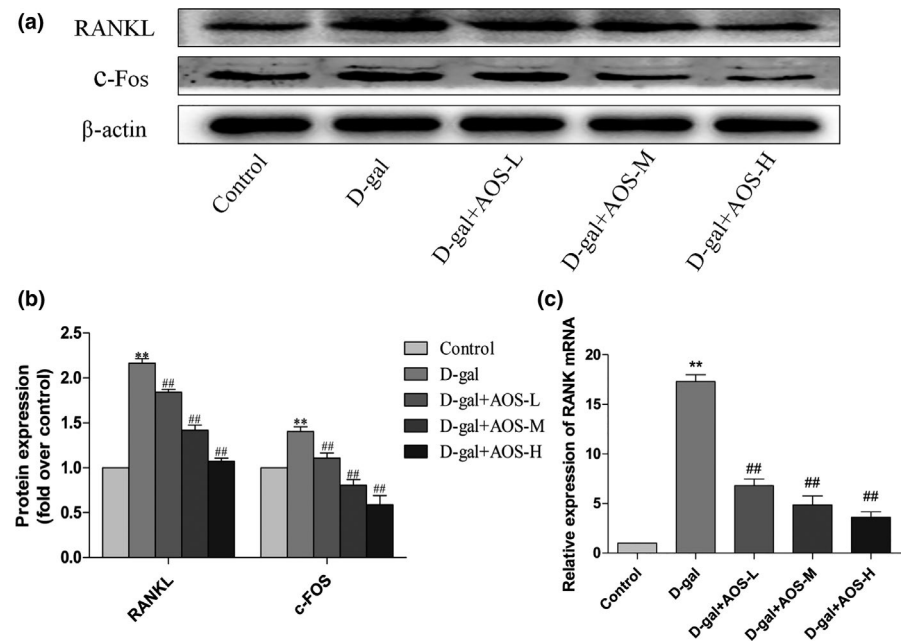 (a)
RANKL
c-Fos
β-actin
Control
D-gal
D-gal+AOS-L
D-gal+AOS-M
D-gal+AOS-H
(b)
Protein expression
(fold over control)
2.5
2.0
1.5
1.0
0.5
0.0
**
##
##
##
**
##
##
##
RANKL
c-FOS
Control
D-gal
D-gal+AOS-L
D-gal+AOS-M
D-gal+AOS-H
(c)
Relative expression of RANK mRNA
20
15
10
5
0
**
##
##
##
Control
D-gal
D-gal+AOS-L
D-gal+AOS-M
D-gal+AOS-H